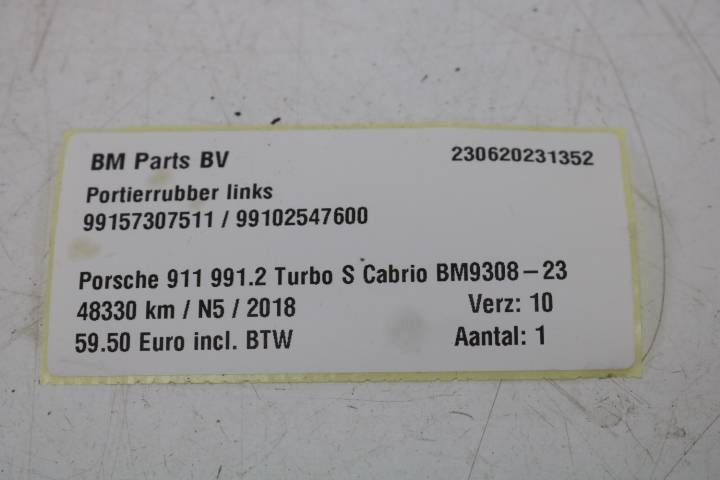 BM Parts BV 230620231352
Portierrubber links
99157307511 / 99102547600
Porsche 911 991.2 Turbo S Cabrio BM9308-23
48330 km / N5 / 2018 Verz: 10
59.50 Euro incl. BTW Aantal: 1